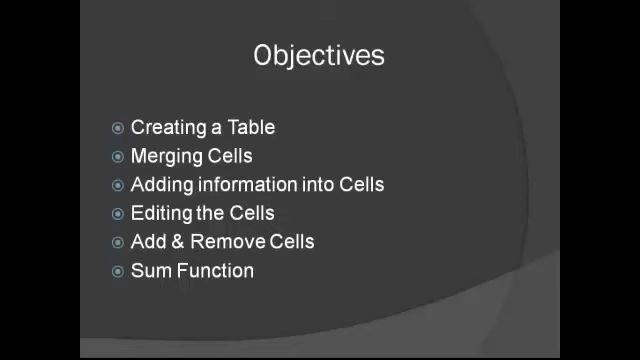 Objectives
Creating a Table
Merging Cells
Adding information into Cells
Editing the Cells
Add & Remove Cells
Sum Function